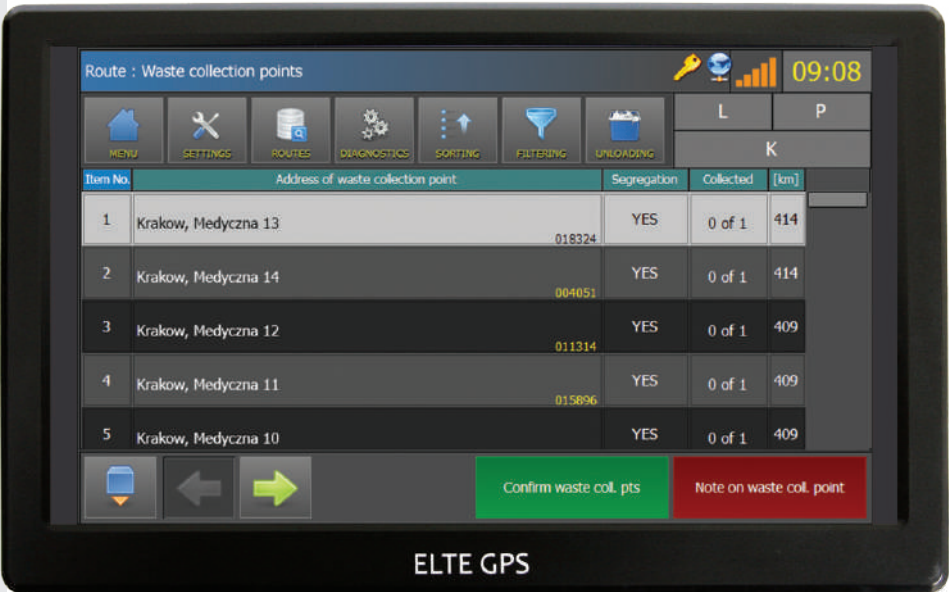 Route : Waste collection points
09:08
MENU
SETTINGS
ROUTES
DIAGNOSTICS
SORTING
FILTERING
UNLOADING
L
P
K
Item No.
Address of waste collection point
Segregation
Collected
[km]
1
Krakow, Medyczna 13
018324
YES
0 of 1
414
2
Krakow, Medyczna 14
004051
YES
0 of 1
414
3
Krakow, Medyczna 12
011314
YES
0 of 1
409
4
Krakow, Medyczna 11
015896
YES
0 of 1
409
5
Krakow, Medyczna 10
YES
0 of 1
409
Confirm waste coll. pts
Note on waste coll. point
ELTE GPS